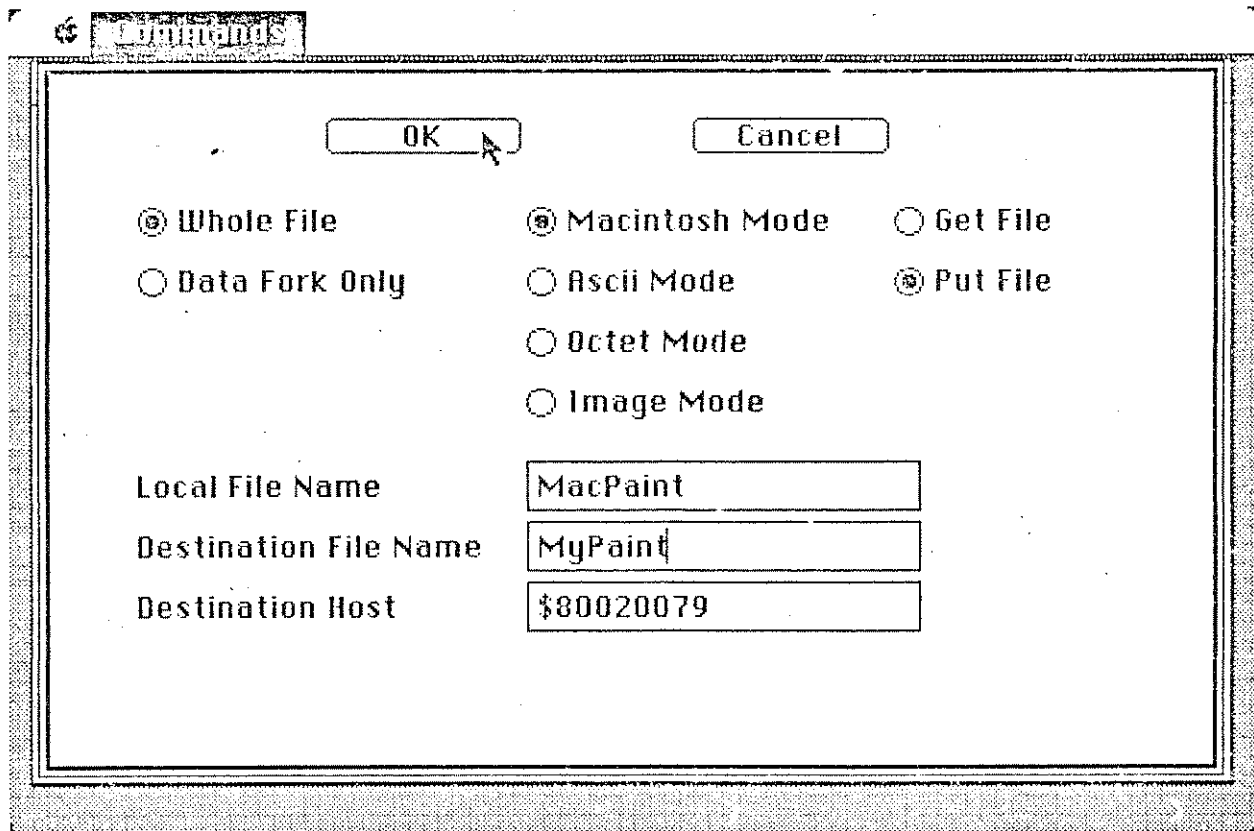 Commands
OK Cancel
Whole File Macintosh Mode Get File
Data Fork Only Ascii Mode Put File
Octet Mode
Image Mode
Local File Name MacPaint
Destination File Name MyPaint
Destination Host $80020079